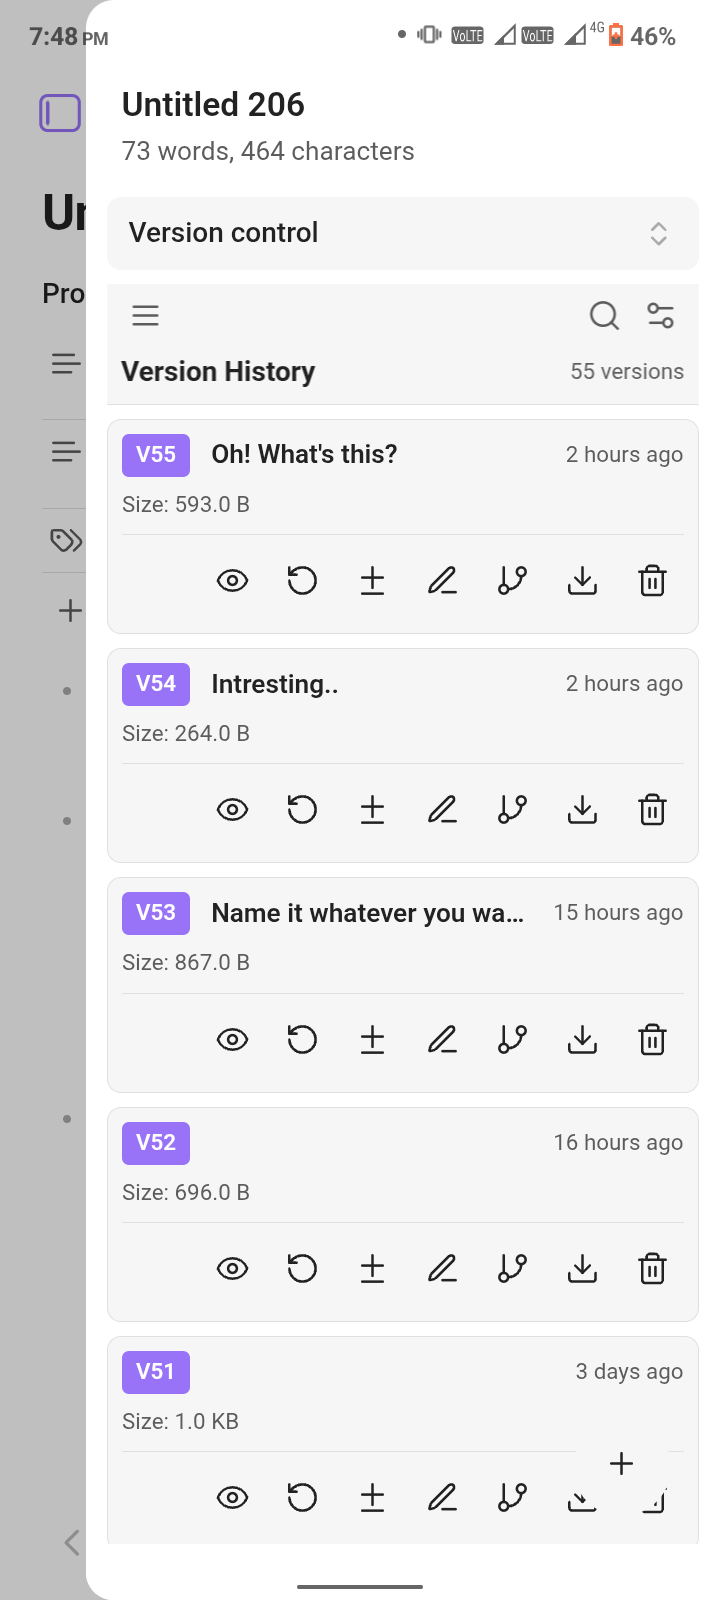 7:48 PM
VoLTE
VoLTE
4G
46%
Untitled 206
73 words, 464 characters
Un
Version control
Pro
Version History
55 versions
V55
Oh! What's this?
2 hours ago
Size: 593.0 B
V54
Intresting..
2 hours ago
Size: 264.0 B
V53
Name it whatever you wa...
15 hours ago
Size: 867.0 B
V52
16 hours ago
Size: 696.0 B
V51
3 days ago
Size: 1.0 KB